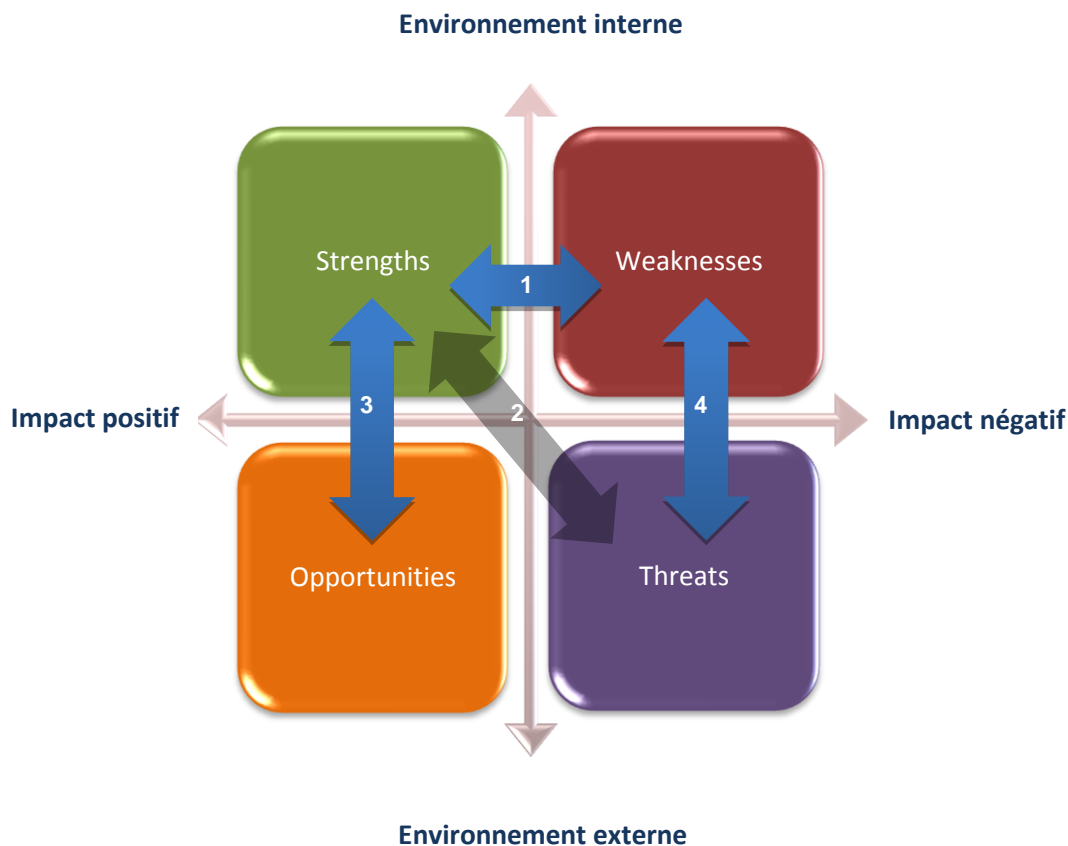 Environnement interne
Strengths
Weaknesses
1
Impact positif
3
2
4
Impact négatif
Opportunities
Threats
Environnement externe